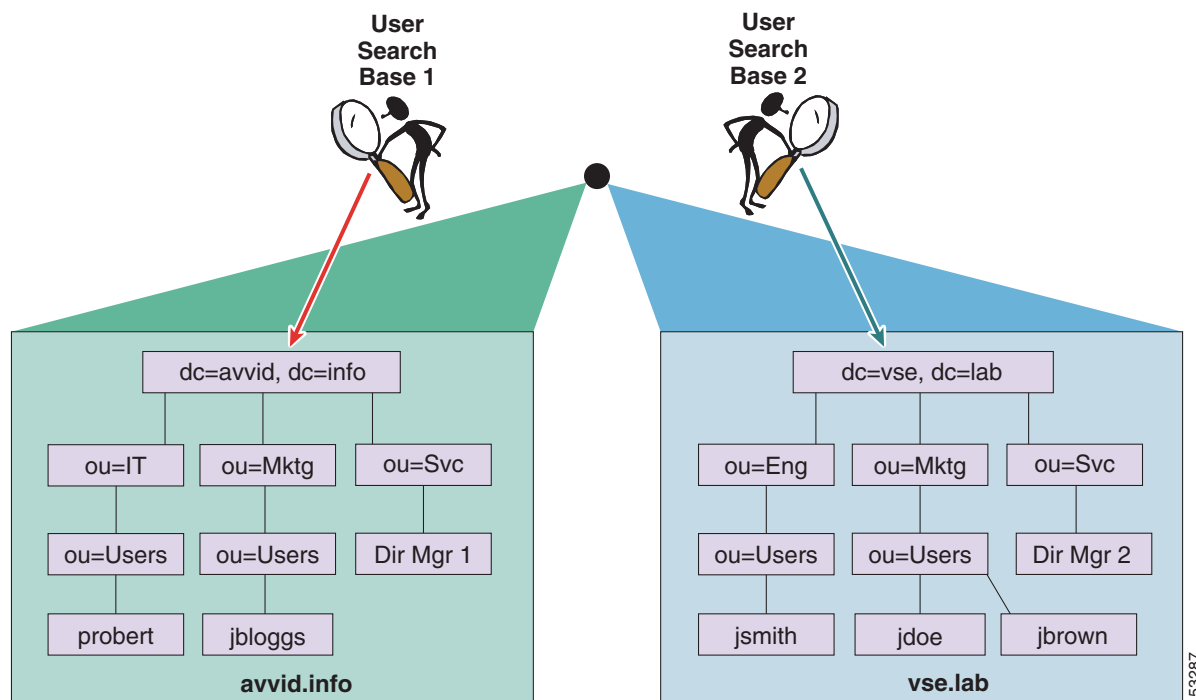 User
Search
Base 1
User
Search
Base 2
dc=avvid, dc=info
ou=IT
ou=Mktg
ou=Svc
ou=Users
ou=Users
Dir Mgr 1
probert
jbloggs
avvid.info
dc=vse, dc=lab
ou=Eng
ou=Mktg
ou=Svc
ou=Users
ou=Users
Dir Mgr 2
jsmith
jdoe
jbrown
vse.lab
53287